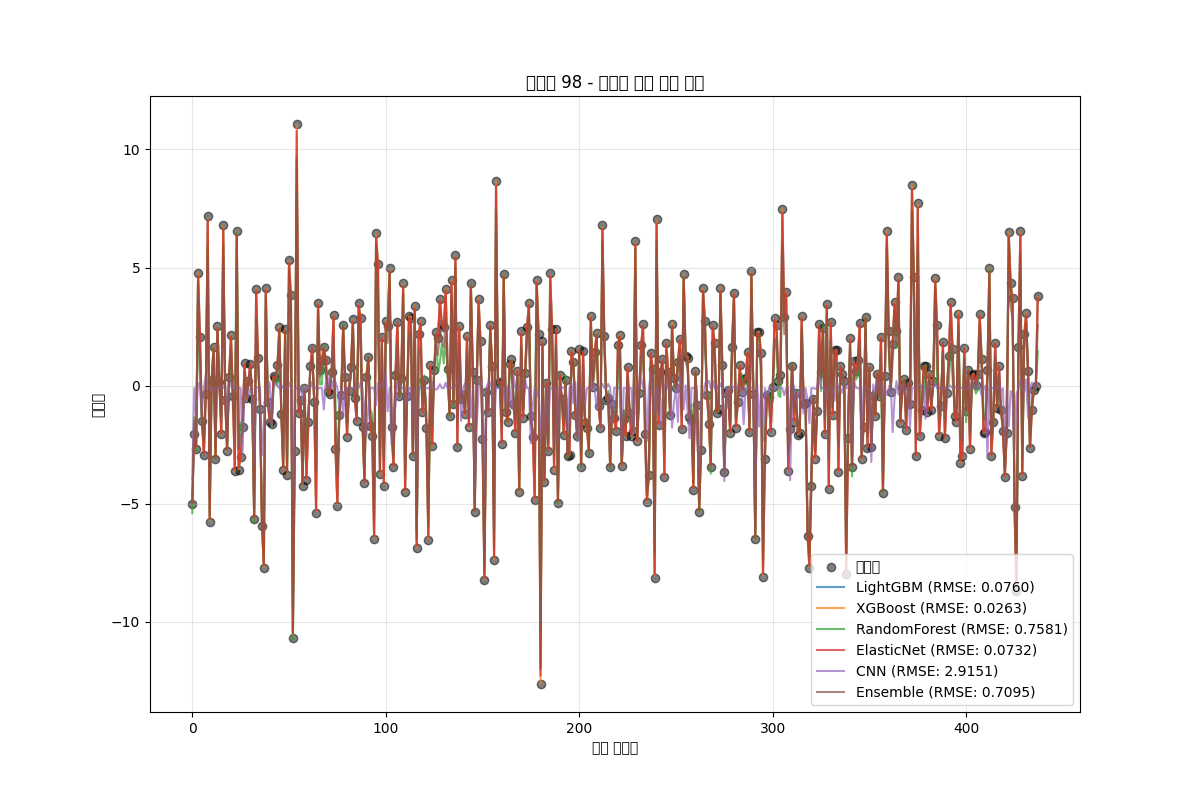 98 -
10
5
0
−5
−10
LightGBM (RMSE: 0.0760)
XGBoost (RMSE: 0.0263)
RandomForest (RMSE: 0.7581)
ElasticNet (RMSE: 0.0732)
CNN (RMSE: 2.9151)
Ensemble (RMSE: 0.7095)
0 100 200 300 400